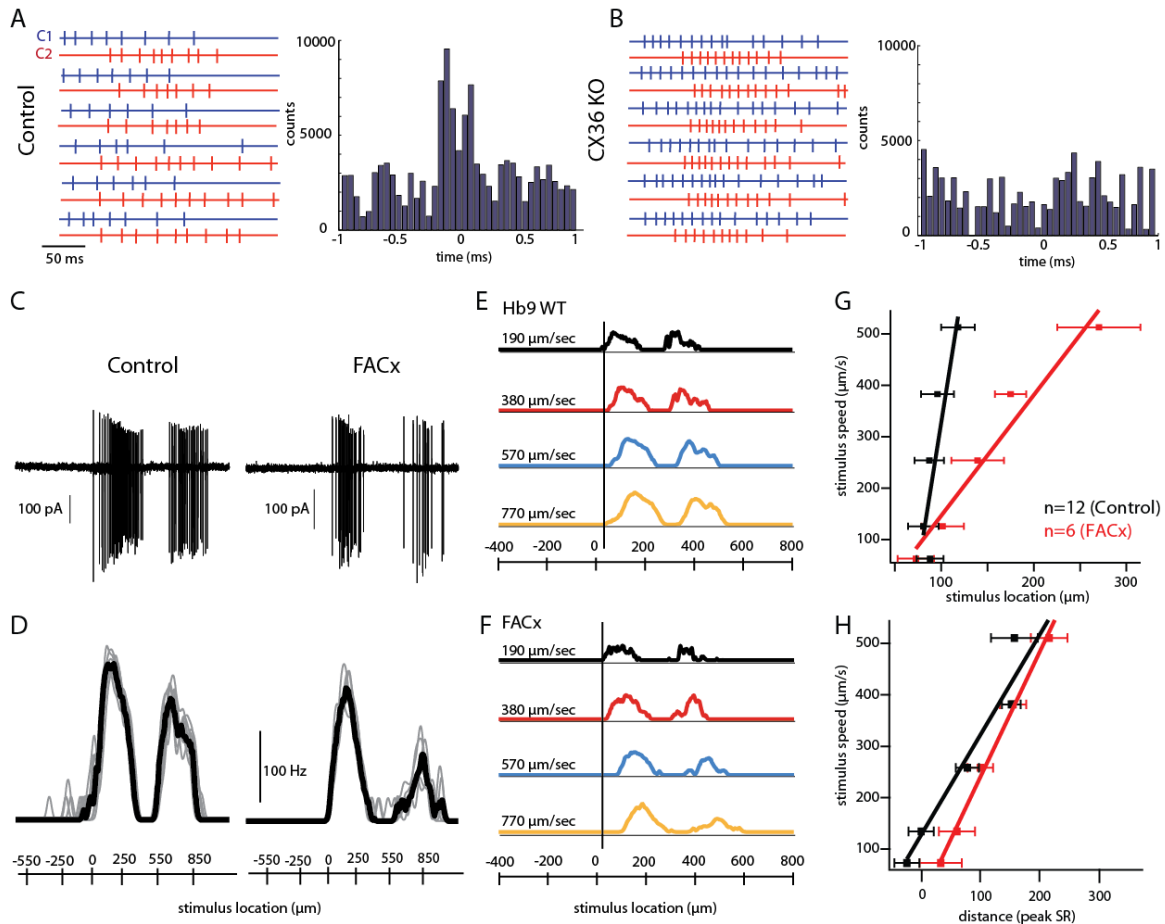 A
C1
C2
Control
50 ms
10000
5000
0
counts
-1
-0.5
0
0.5
1
time (ms)
B
CX36 KO
10000
5000
0
counts
-1
-0.5
0
0.5
1
time (ms)
C
Control
FACx
100 pA
100 pA
D
100 Hz
-550
0
250
550
850
-550
0
250
550
850
stimulus location (µm)
E
Hb9 WT
190 µm/sec
380 µm/sec
570 µm/sec
770 µm/sec
-400
-200
0
200
400
600
800
F
FACx
190 µm/sec
380 µm/sec
570 µm/sec
770 µm/sec
-400
-200
0
200
400
600
800
stimulus location (µm)
G
500
400
300
200
100
stimulus speed (µm/s)
n=12 (Control)
n=6 (FACx)
100
200
300
stimulus location (µm)
H
500
400
300
200
100
stimulus speed (µm/s)
0
100
200
300
distance (peak SR)